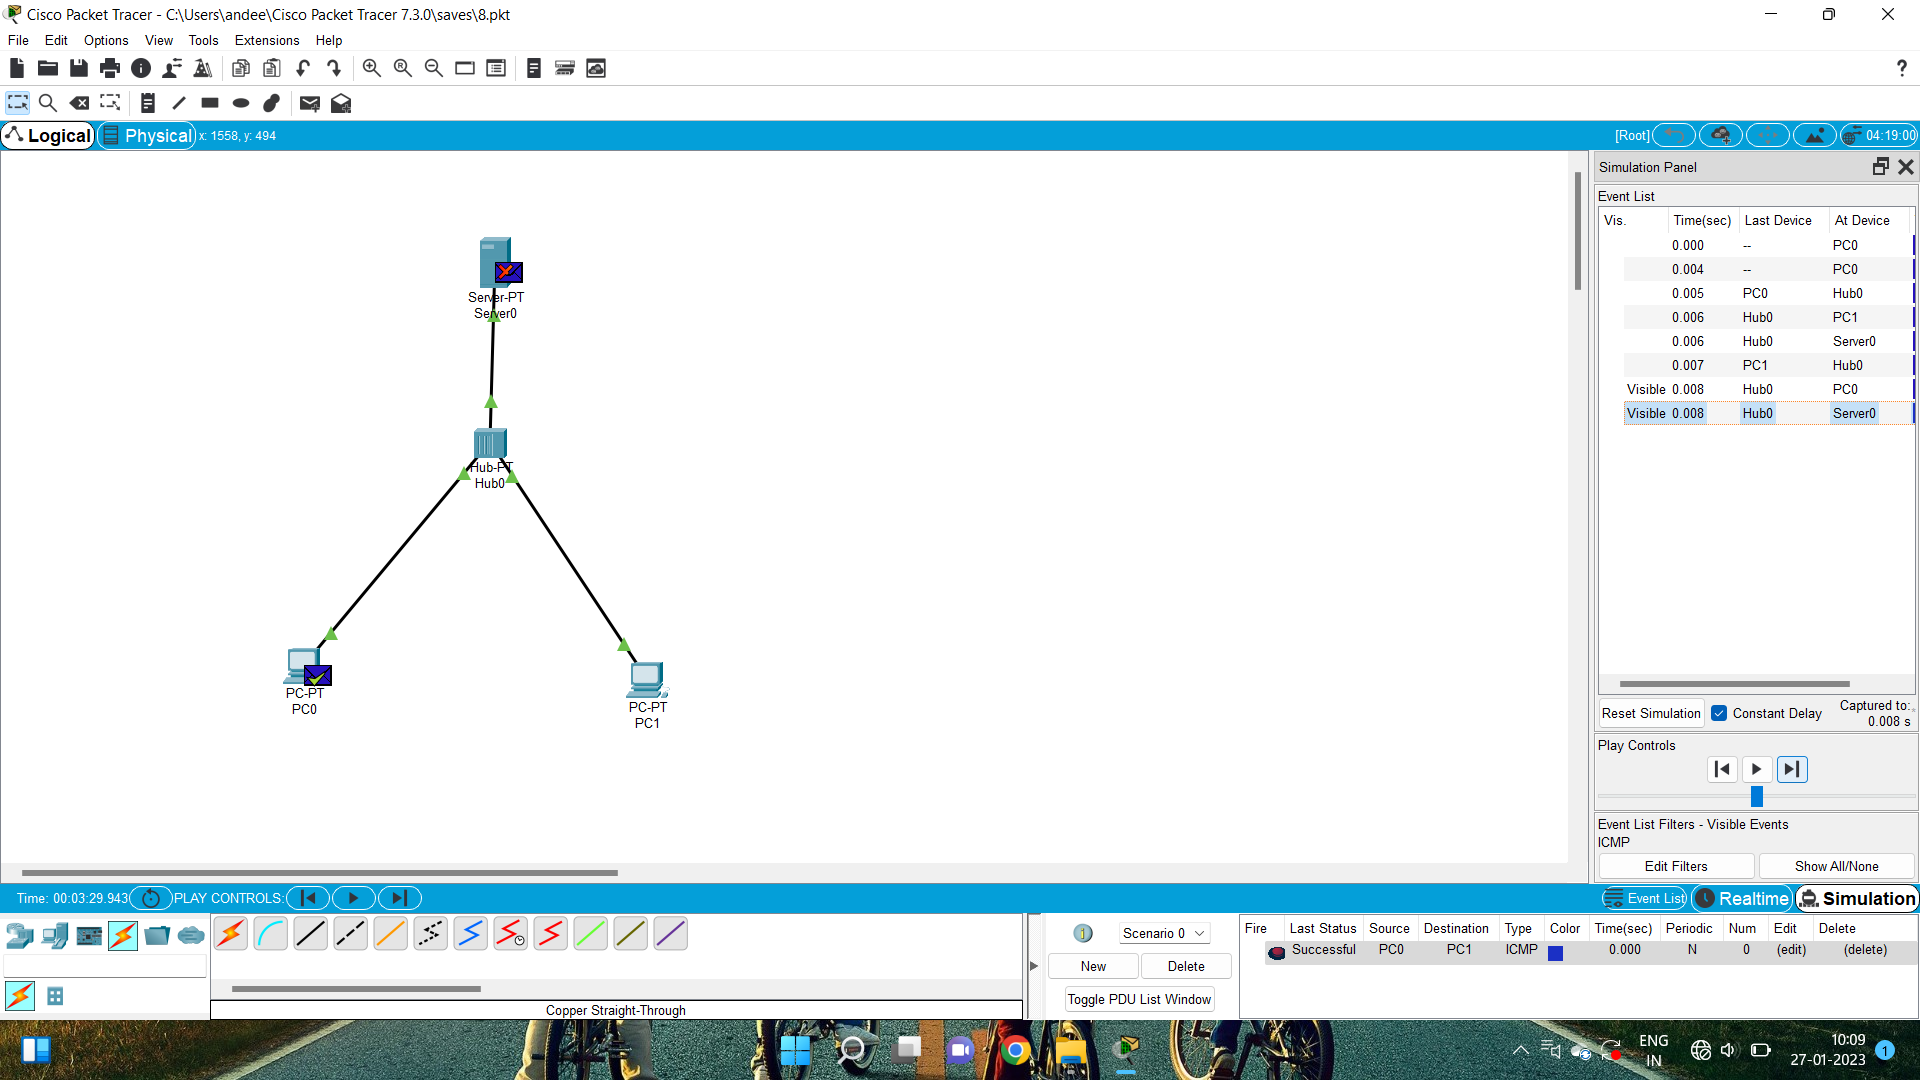 Cisco Packet Tracer - C:\Users\andee\Cisco Packet Tracer 7.3.0\saves\8.pkt
File Edit Options View Tools Extensions Help
Logical Physical x: 1558, y: 494 [Root] 04:19:00
Simulation Panel
Event List
Vis. Time(sec) Last Device At Device
0.000 -- PC0
0.004 -- PC0
0.005 PC0 Hub0
0.006 Hub0 PC1
0.006 Hub0 Server0
0.007 PC1 Hub0
Visible 0.008 Hub0 PC0
Visible 0.008 Hub0 Server0
Server-PT
Server0
Hub-PT
Hub0
PC-PT
PC0
PC-PT
PC1
Reset Simulation Constant Delay Captured to:
0.008 s
Play Controls
Event List Filters - Visible Events
ICMP
Edit Filters Show All/None
Time: 00:03:29.943 PLAY CONTROLS: Event List Realtime Simulation
Scenario 0
New Delete
Toggle PDU List Window
Fire Last Status Source Destination Type Color Time(sec) Periodic Num Edit Delete
Successful PC0 PC1 ICMP 0.000 N 0 (edit) (delete)
Copper Straight-Through
ENG
IN
10:09
27-01-2023
1